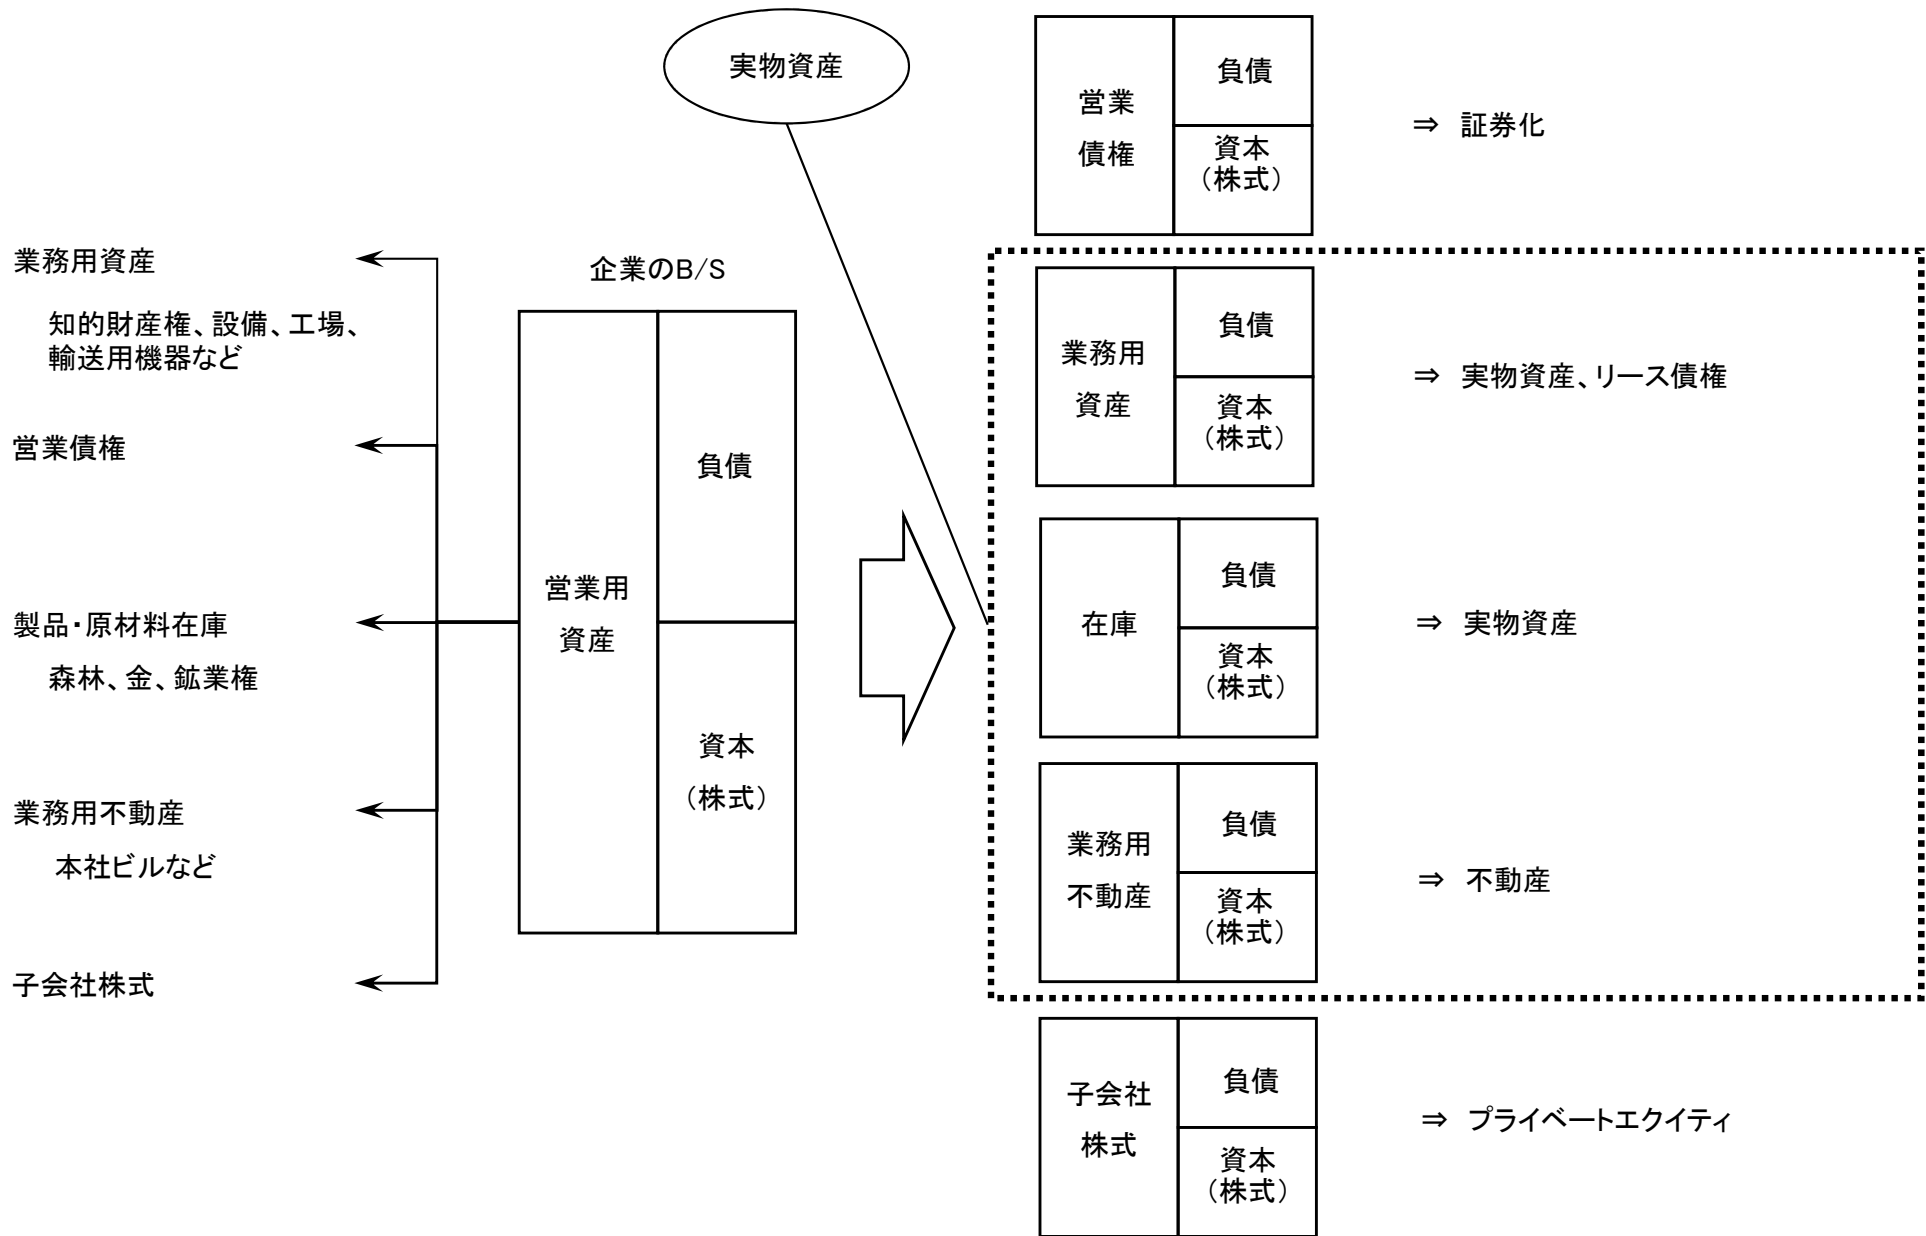 実物資産
業務用資産
知的財産権、設備、工場、
輸送用機器など
営業債権
製品・原材料在庫
森林、金、鉱業権
業務用不動産
本社ビルなど
子会社株式
企業のB/S
営業用
資産
負債
資本
（株式）
営業
債権
負債
資本
（株式）
⇒ 証券化
業務用
資産
負債
資本
（株式）
⇒ 実物資産、リース債権
在庫
負債
資本
（株式）
⇒ 実物資産
業務用
不動産
負債
資本
（株式）
⇒ 不動産
子会社
株式
負債
資本
（株式）
⇒ プライベートエクイティ